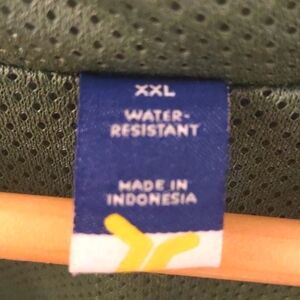 XXL
WATER-
RESISTANT
MADE IN
INDONESIA